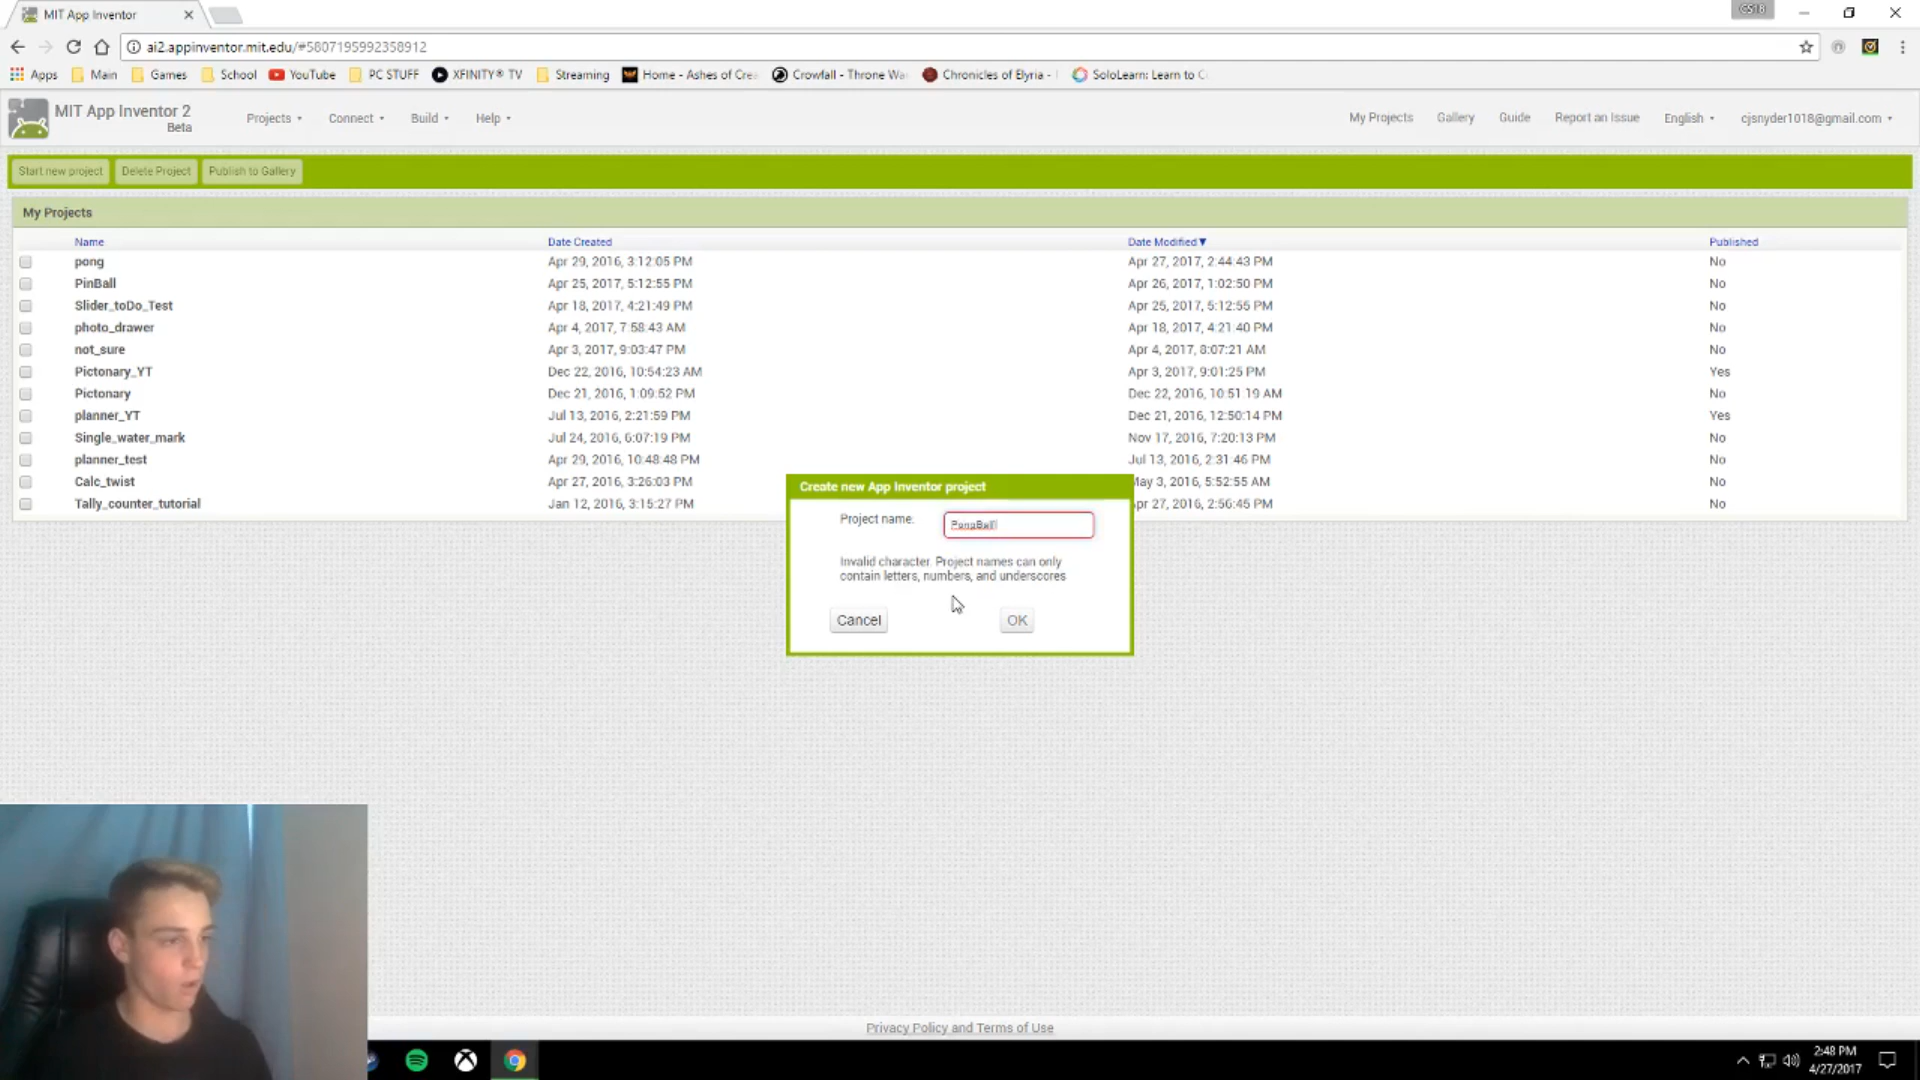 MIT App Inventor
CS18
ai2.appinventor.mit.edu/#5807195992358912
Apps Main Games School YouTube PC STUFF XFINITY® TV Streaming Home - Ashes of Crea Crowfall - Throne Wa Chronicles of Elyria - SoloLearn: Learn to C
MIT App Inventor 2
Beta
Projects Connect Build Help My Projects Gallery Guide Report an Issue English cjsnyder1018@gmail.com
Start new project Delete Project Publish to Gallery
My Projects
Name Date Created Date Modified▼ Published
pong Apr 29, 2016, 3:12:05 PM Apr 27, 2017, 2:44:43 PM No
PinBall Apr 25, 2017, 5:12:55 PM Apr 26, 2017, 1:02:50 PM No
Slider_toDo_Test Apr 18, 2017, 4:21:49 PM Apr 25, 2017, 5:12:55 PM No
photo_drawer Apr 4, 2017, 7:58:43 AM Apr 18, 2017, 4:21:40 PM No
not_sure Apr 3, 2017, 9:03:47 PM Apr 4, 2017, 8:07:21 AM No
Pictonary_YT Dec 22, 2016, 10:54:23 AM Apr 3, 2017, 9:01:25 PM Yes
Pictonary Dec 21, 2016, 1:09:52 PM Dec 22, 2016, 10:51:19 AM No
planner_YT Jul 13, 2016, 2:21:59 PM Dec 21, 2016, 12:50:14 PM Yes
Single_water_mark Jul 24, 2016, 6:07:19 PM Nov 17, 2016, 7:20:13 PM No
planner_test Apr 29, 2016, 10:48:48 PM Jul 13, 2016, 2:31:46 PM No
Calc_twist Apr 27, 2016, 3:26:03 PM May 3, 2016, 5:52:55 AM No
Tally_counter_tutorial Jan 12, 2016, 3:15:27 PM Apr 27, 2016, 2:56:45 PM No
Create new App Inventor project
Project name:
Invalid character. Project names can only
contain letters, numbers, and underscores
Cancel OK
Privacy Policy and Terms of Use
2:48 PM
4/27/2017